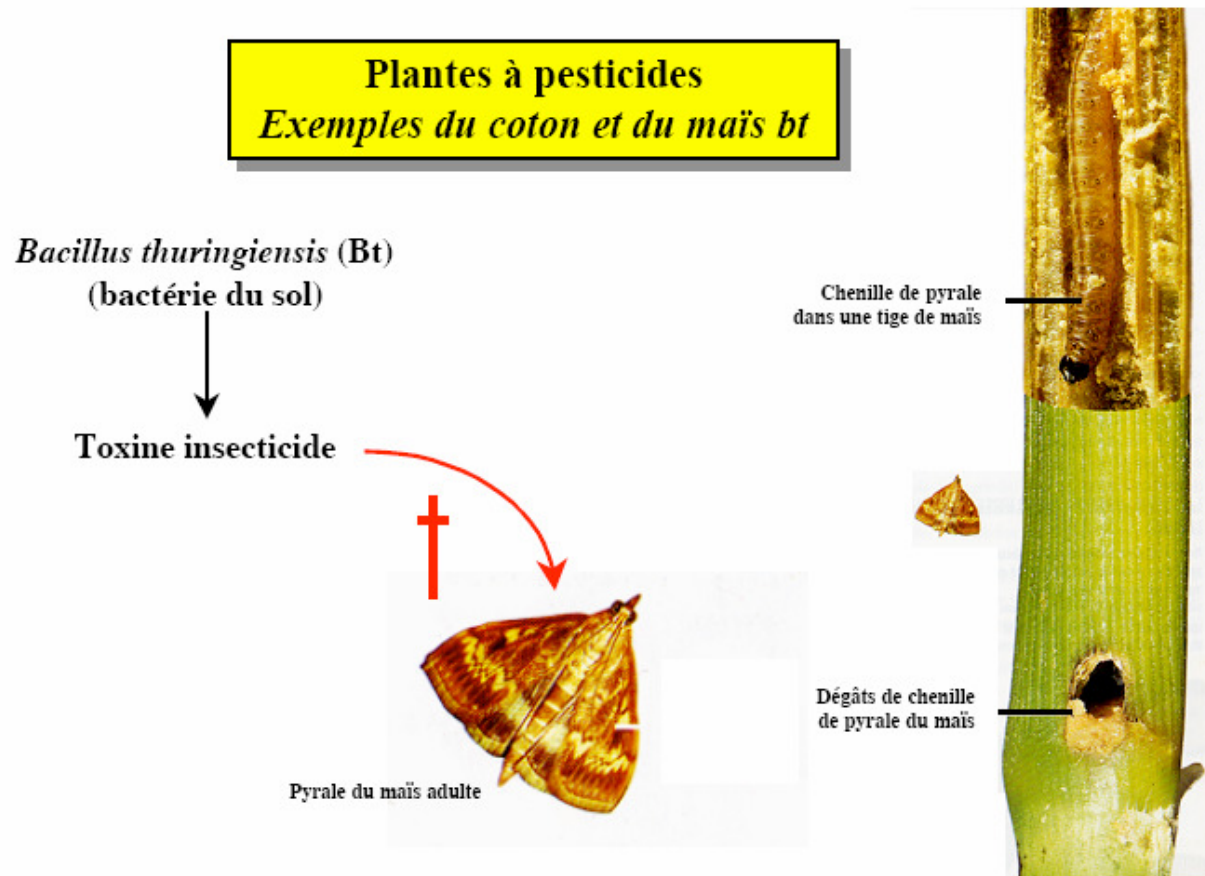 Plantes à pesticides
Exemples du coton et du maïs bt
Bacillus thuringiensis (Bt)
(bactérie du sol)
Toxine insecticide
Pyrale du maïs adulte
Chenille de pyrale
dans une tige de maïs
Dégâts de chenille
de pyrale du maïs